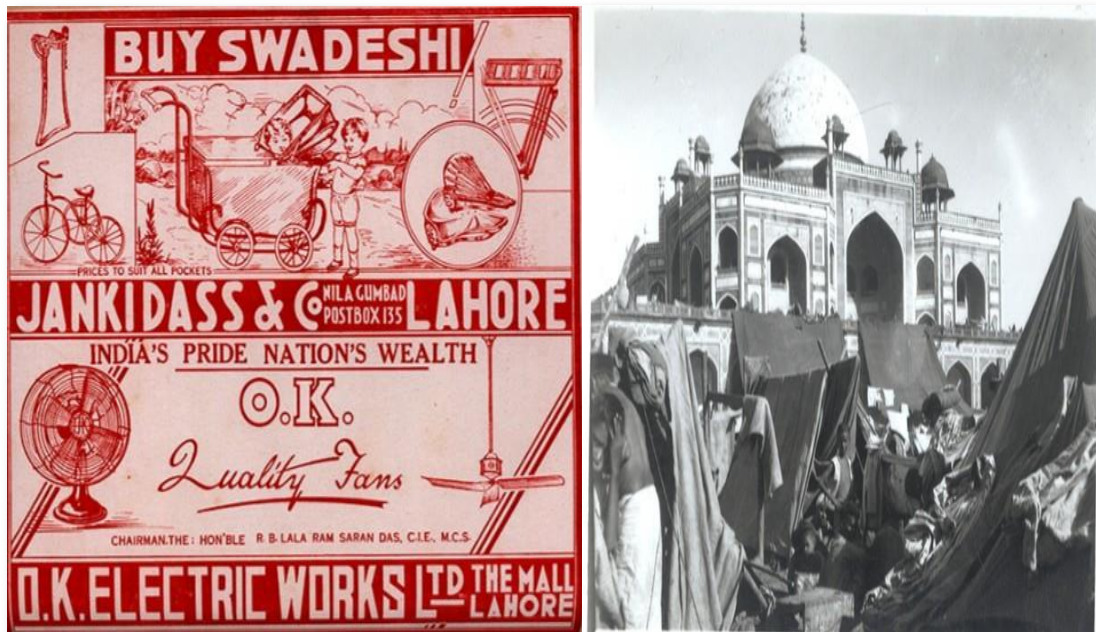 BUY SWADESHI
PRICES TO SUIT ALL POCKETS
JANKIDASS & Co NILA GUMBAD POSTBOX 135 LAHORE
INDIA'S PRIDE NATION'S WEALTH
O.K.
Quality Fans
CHAIRMAN.THE: HON'BLE R. B. LALA RAM SARAN DAS, C.I.E., M.C.S.
O.K. ELECTRIC WORKS LTD THE MALL LAHORE